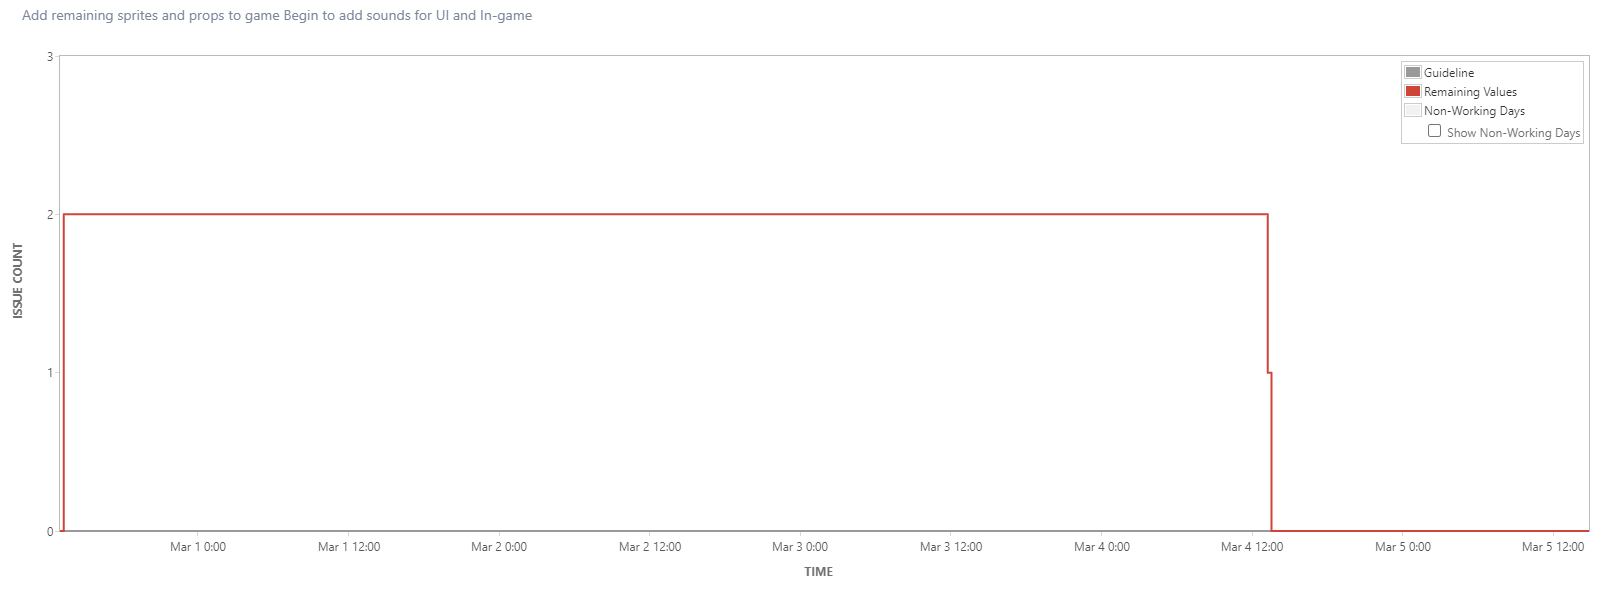 Add remaining sprites and props to game Begin to add sounds for UI and In-game
3
Guideline
Remaining Values
Non-Working Days
Show Non-Working Days
2
ISSUE COUNT
1
0
Mar 1 0:00 Mar 1 12:00 Mar 2 0:00 Mar 2 12:00 Mar 3 0:00 Mar 3 12:00 Mar 4 0:00 Mar 4 12:00 Mar 5 0:00 Mar 5 12:00
TIME